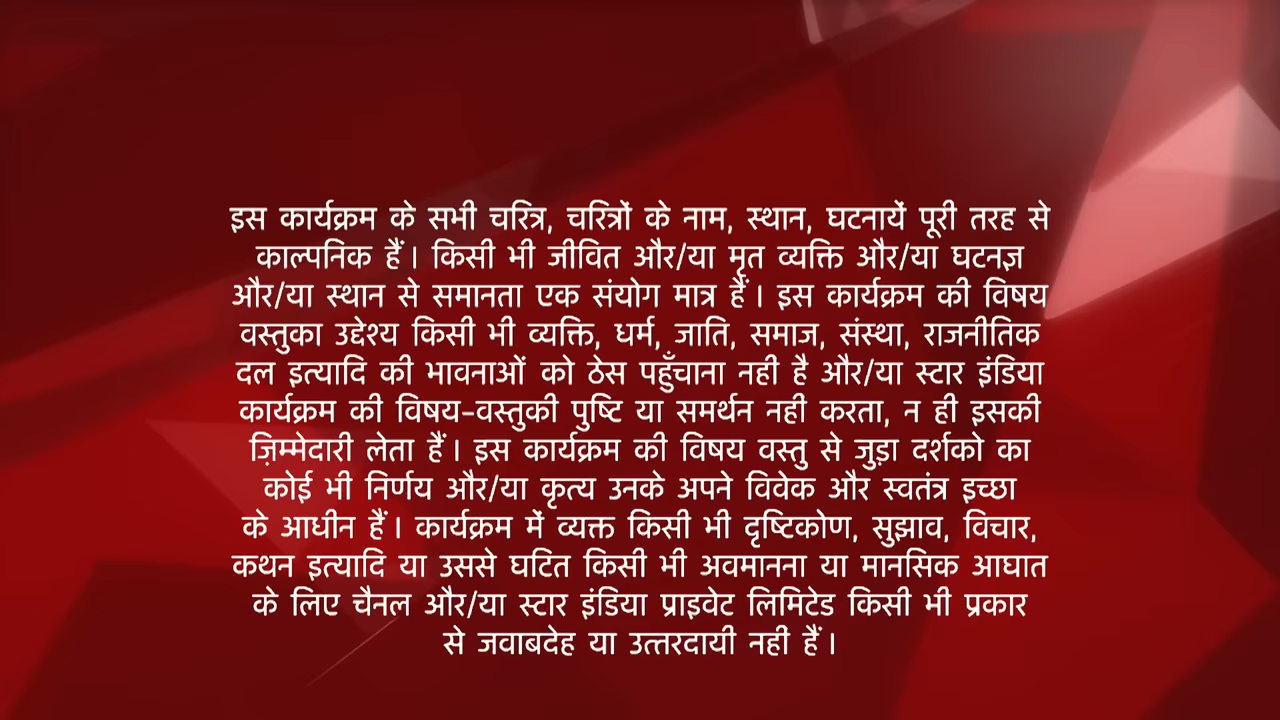 इस कार्यक्रम के सभी चरित्र, चरित्रों के नाम, स्थान, घटनायें पूरी तरह से
काल्पनिक हैं। किसी भी जीवित और/या मृत व्यक्ति और/या घटनज्ञ
और/या स्थान से समानता एक संयोग मात्र हैं। इस कार्यक्रम की विषय
वस्तुका उद्देश्य किसी भी व्यक्ति, धर्म, जाति, समाज, संस्था, राजनीतिक
दल इत्यादि की भावनाओं को ठेस पहुँचाना नही है और/या स्टार इंडिया
कार्यक्रम की विषय-वस्तुकी पुष्टि या समर्थन नही करता, न ही इसकी
ज़िम्मेदारी लेता हैं। इस कार्यक्रम की विषय वस्तु से जुड़ा दर्शको का
कोई भी निर्णय और/या कृत्य उनके अपने विवेक और स्वतंत्र इच्छा
के आधीन हैं। कार्यक्रम में व्यक्त किसी भी दृष्टिकोण, सुझाव, विचार,
कथन इत्यादि या उससे घटित किसी भी अवमानना या मानसिक आघात
के लिए चैनल और/या स्टार इंडिया प्राइवेट लिमिटेड किसी भी प्रकार
से जवाबदेह या उत्तरदायी नही हैं।